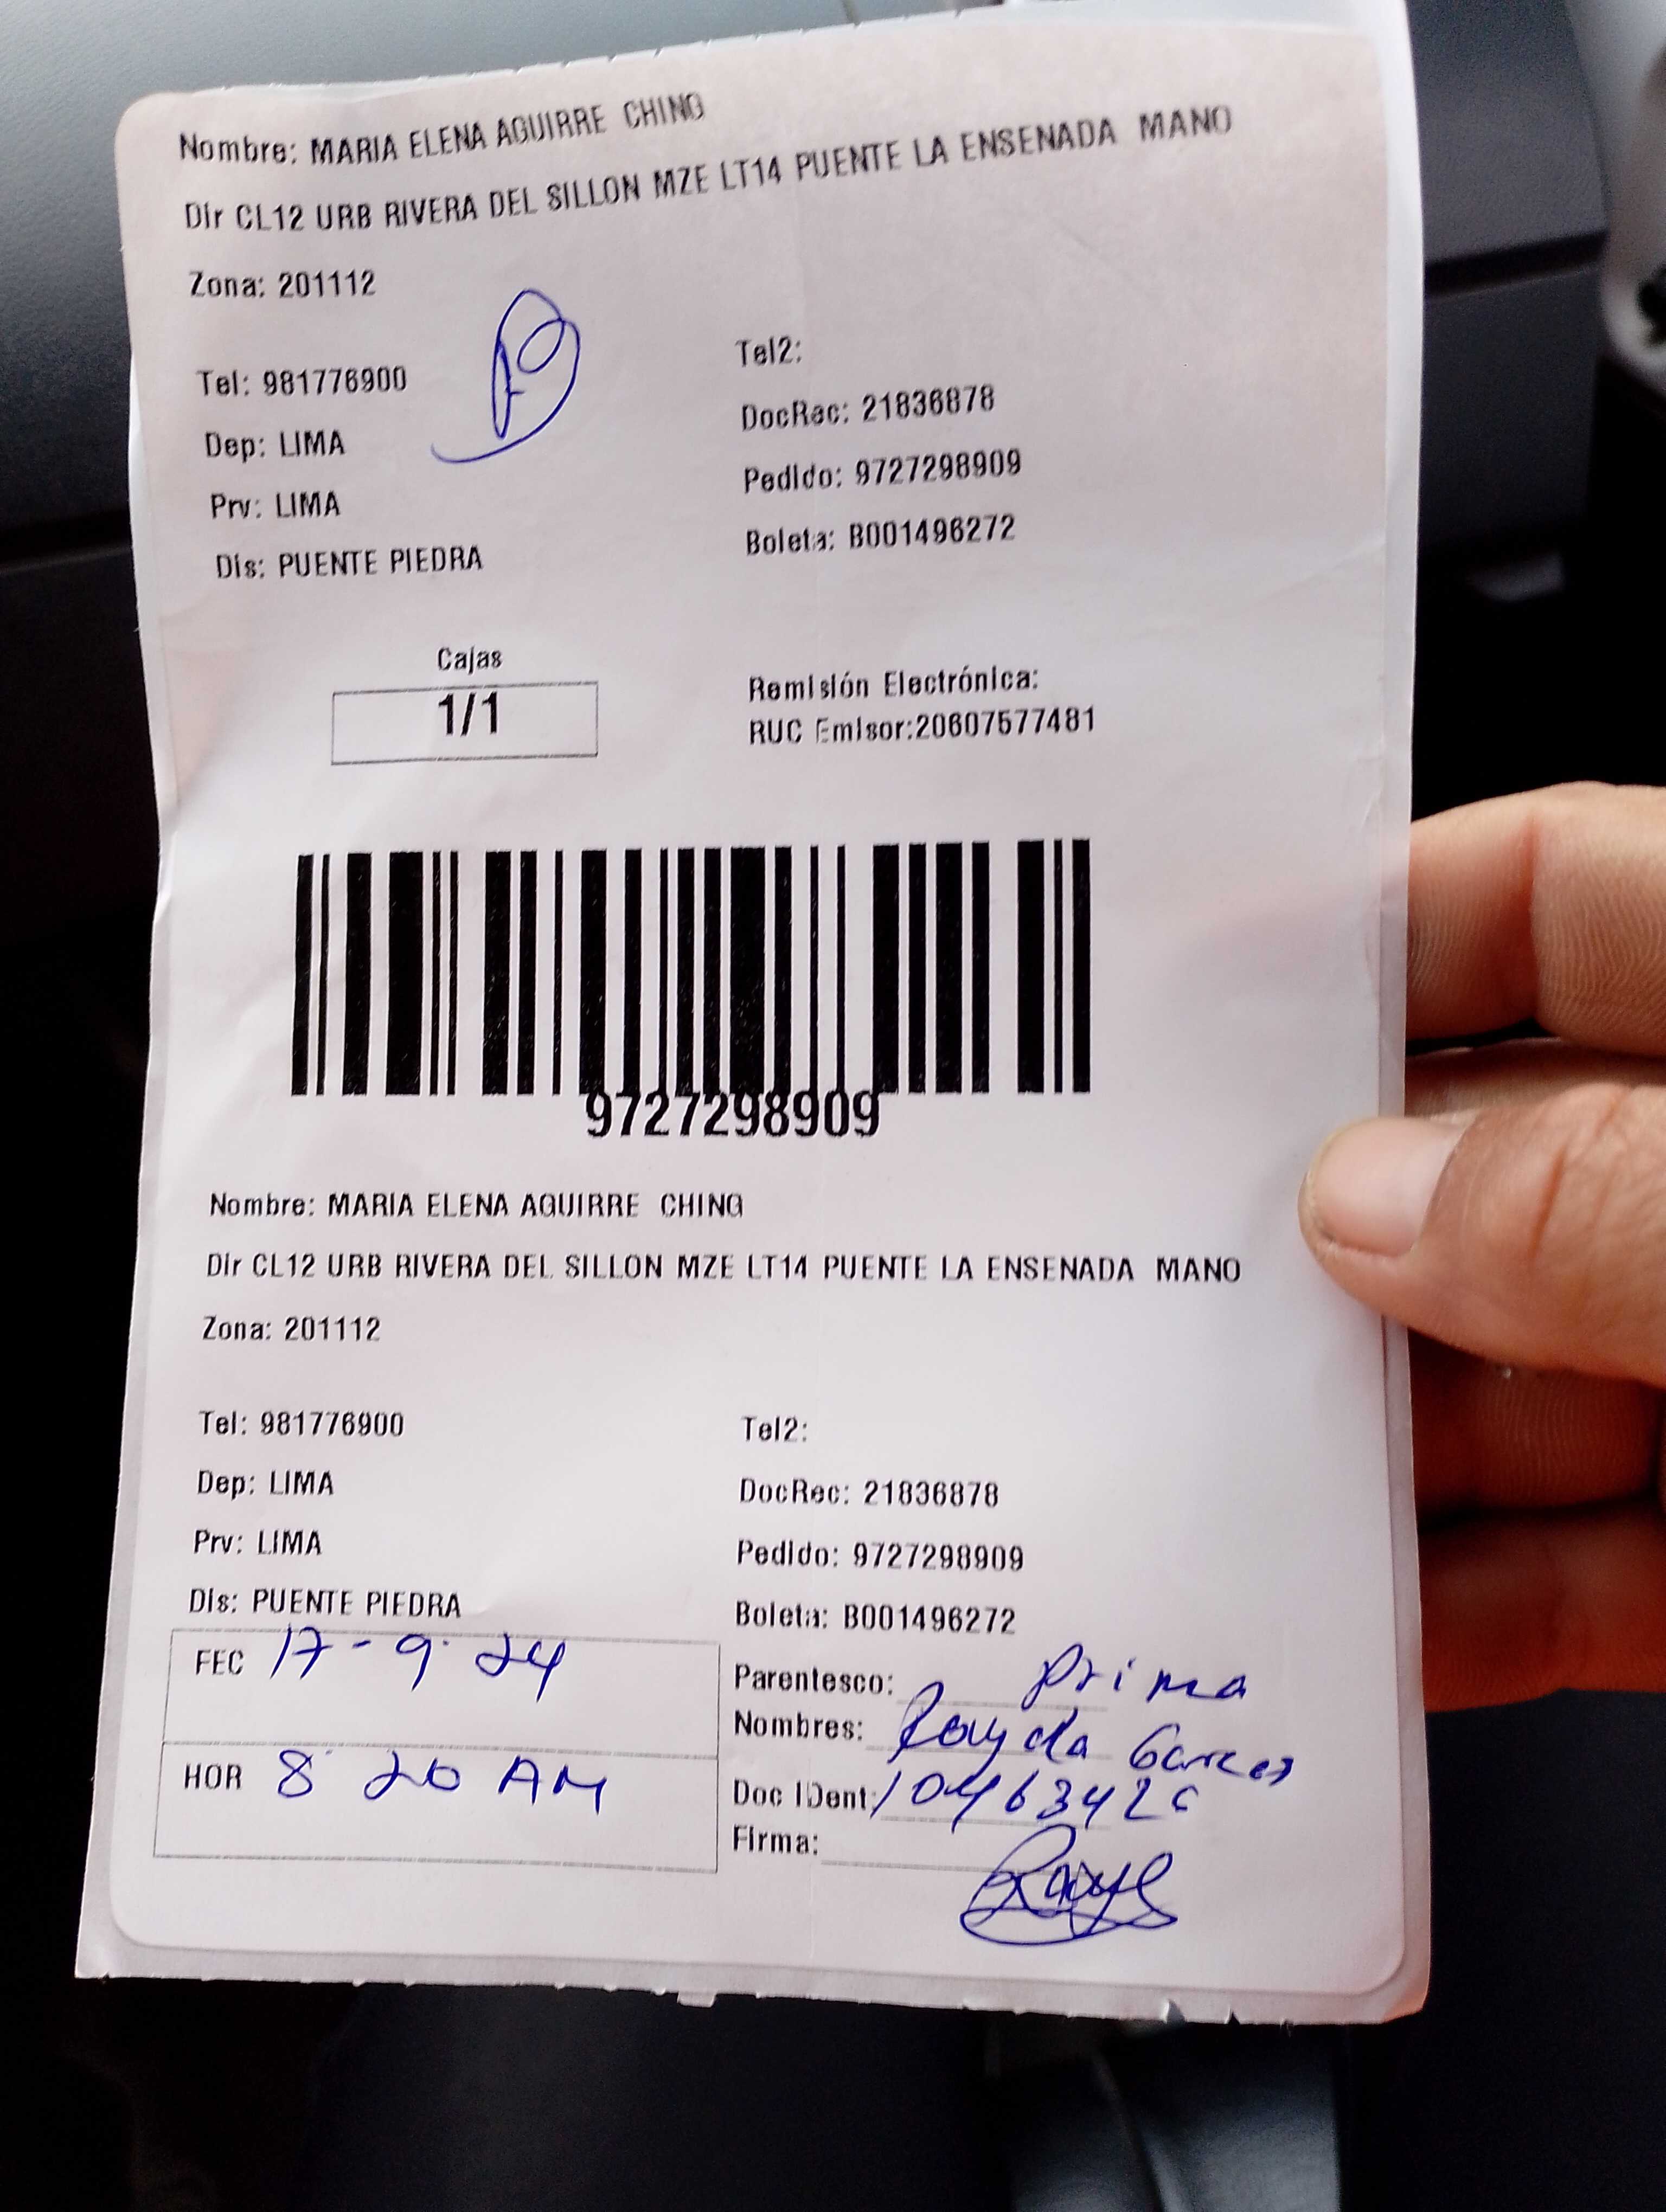 Nombre: MARIA ELENA AGUIRRE CHING
Dir CL12 URB RIVERA DEL SILLON MZE LT14 PUENTE LA ENSENADA MANO
Zona: 201112
Tel: 981776900
Tel2:
DocRec: 21836878
Dep: LIMA
Pedido: 9727298909
Prv: LIMA
Boleta: B001496272
Dis: PUENTE PIEDRA
Cajas
1/1
Remisión Electrónica:
RUC Emisor:20607577481
9727298909
Nombre: MARIA ELENA AGUIRRE CHING
Dir CL12 URB RIVERA DEL SILLON MZE LT14 PUENTE LA ENSENADA MANO
Zona: 201112
Tel: 981776900
Tel2:
Dep: LIMA
DocRec: 21836878
Prv: LIMA
Pedido: 9727298909
Dis: PUENTE PIEDRA
Boleta: B001496272
FEC 17-9-24
Parentesco: Prima
Nombres:
HOR 8 20 AM
Doc IDent:
Firma: